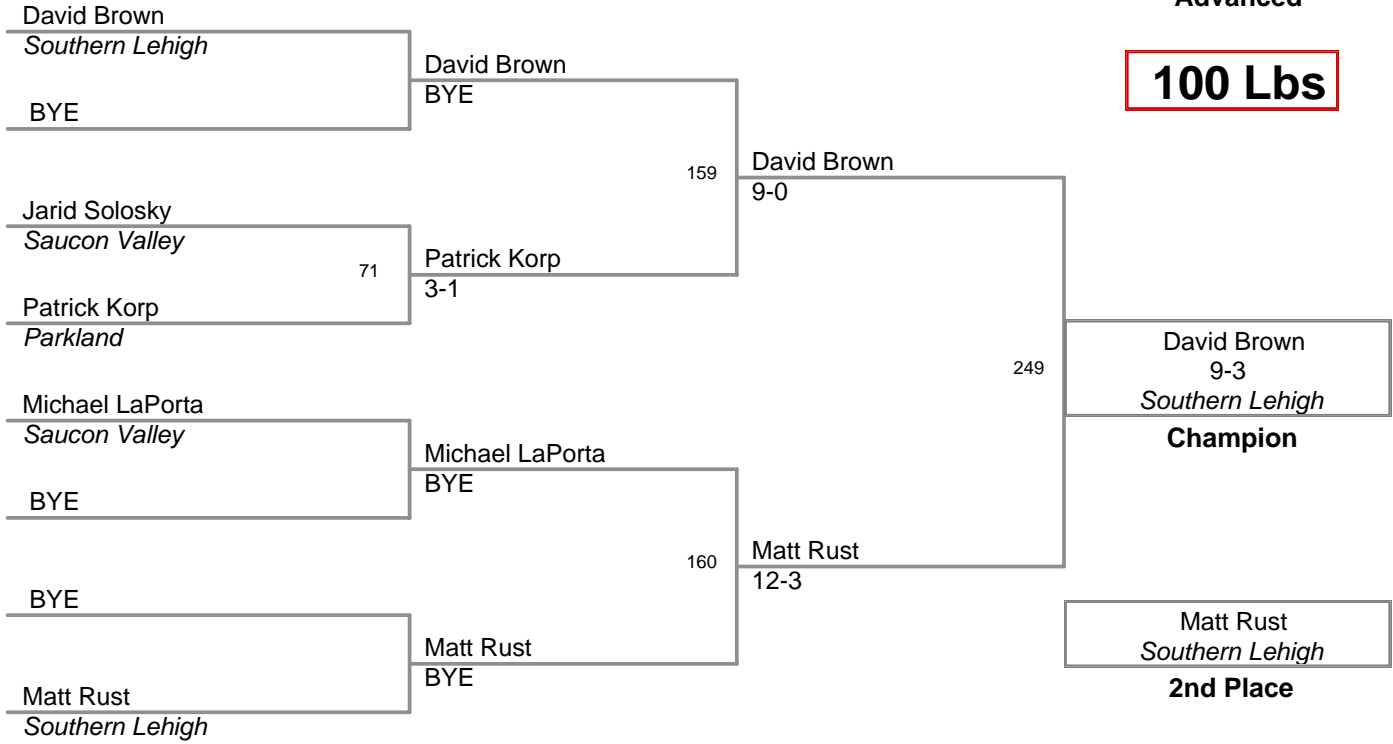 Advanced
100 Lbs
David Brown
Southern Lehigh
BYE
David Brown
BYE
Jarid Solosky
Saucon Valley
71
Patrick Korp
Parkland
Patrick Korp
3-1
159
David Brown
9-0
Michael LaPorta
Saucon Valley
BYE
Michael LaPorta
BYE
BYE
Matt Rust
Southern Lehigh
Matt Rust
BYE
160
Matt Rust
12-3
249
David Brown
9-3
Southern Lehigh
Champion
Matt Rust
Southern Lehigh
2nd Place